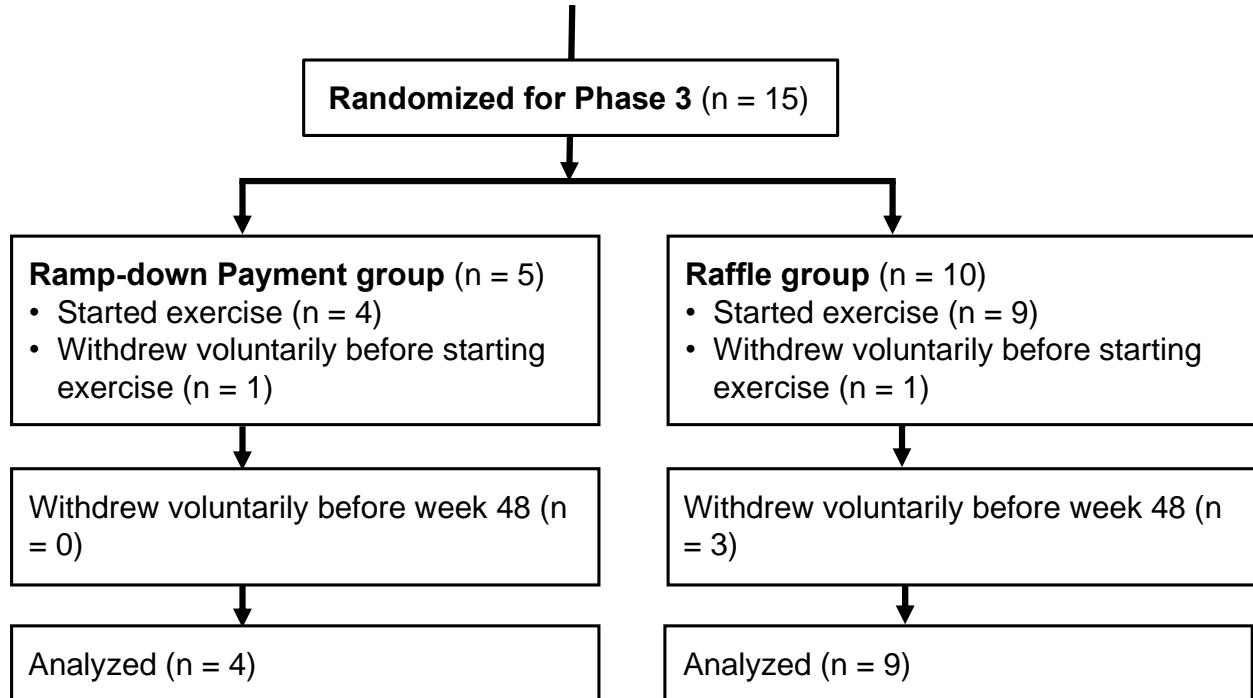 Randomized for Phase 3 (n = 15)
Ramp-down Payment group (n = 5)
• Started exercise (n = 4)
• Withdrew voluntarily before starting
exercise (n = 1)
Raffle group (n = 10)
• Started exercise (n = 9)
• Withdrew voluntarily before starting
exercise (n = 1)
Withdrew voluntarily before week 48 (n
= 0)
Withdrew voluntarily before week 48 (n
= 3)
Analyzed (n = 4)
Analyzed (n = 9)